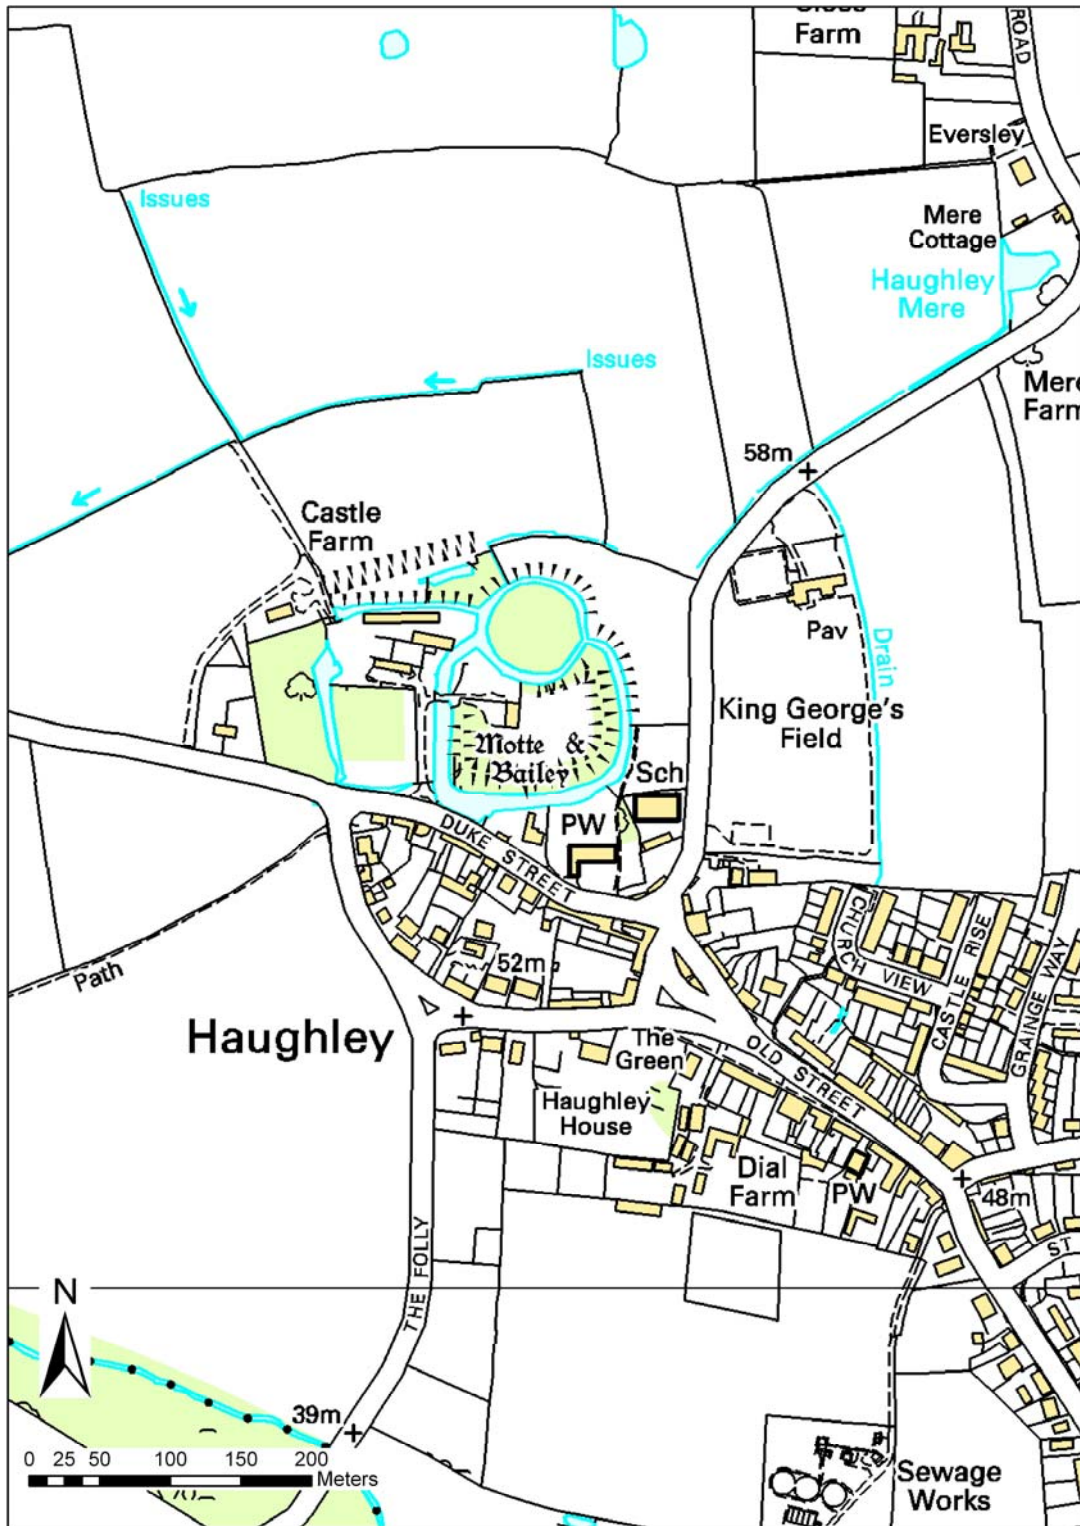 Farm
ROAD
Eversley
Issues
Mere
Cottage
Haughley
Mere
Issues
Mere
Farm
58m
Castle
Farm
Pav
Drain
King George's
Field
Motte &
Bailey
Sch
PW
DUKE STREET
CHURCH VIEW
CASTLE RISE
GRAINGE WAY
Path
52m
Haughley
The
Green
OLD STREET
Haughley
House
Dial
Farm
PW
48m
ST
THE FOLLY
N
39m
0 25 50 100 150 200
Meters
Sewage
Works